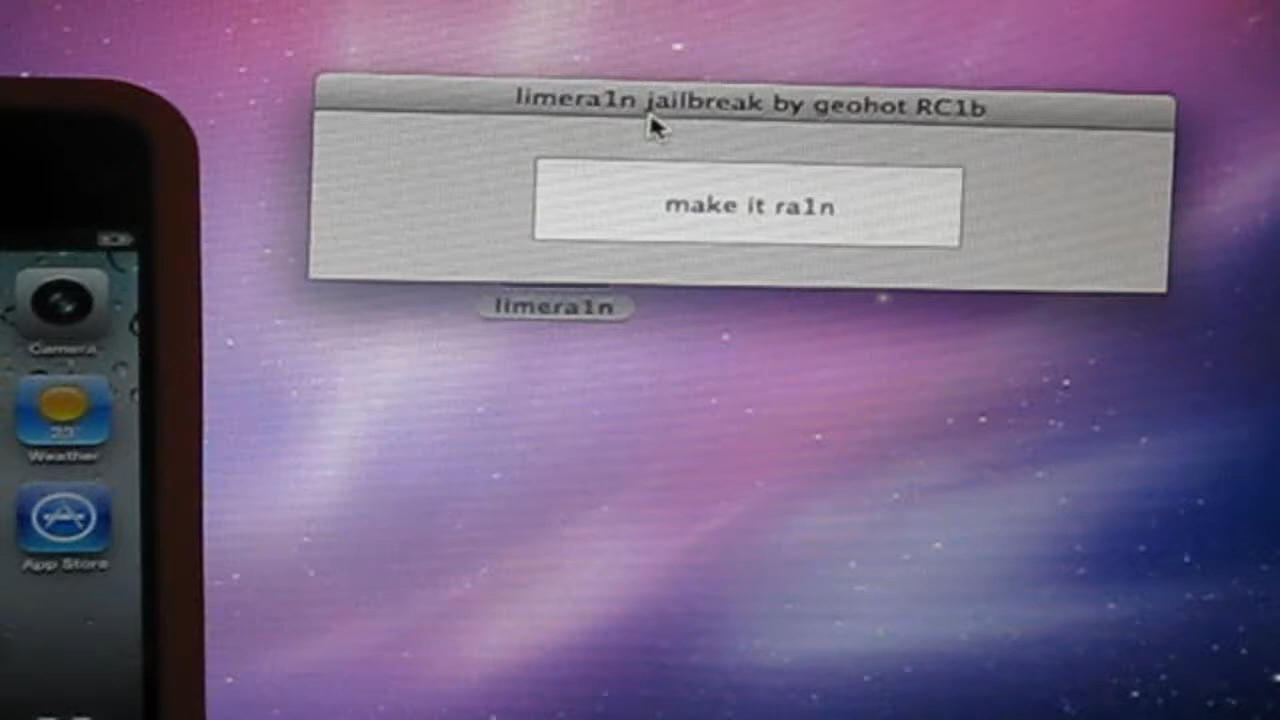 limera1n jailbreak by geohot RC1b
make it ra1n
limera1n
Camera
23°
Weather
App Store